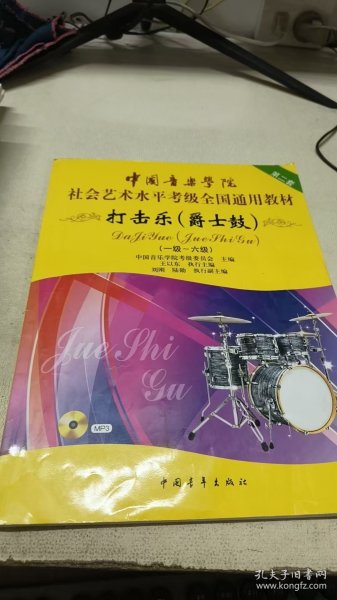 中国音乐学院
第二套
社会艺术水平考级全国通用教材
打击乐（爵士鼓）
DaJiYue (JueShiGu)
（一级－六级）
中国音乐学院考级委员会 主编
王以东 执行主编
刘刚 陆勋 执行副主编
Jue Shi
Gu
MP3
中国青年出版社
孔夫子旧书网